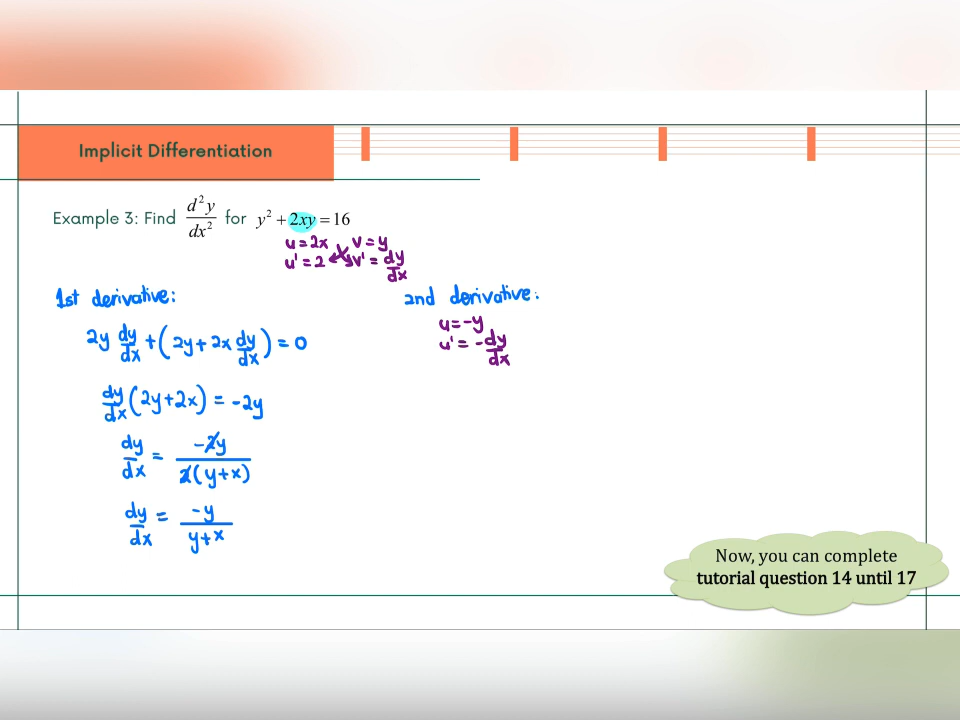 Implicit Differentiation
Example 3: Find d²y/dx² for y² + 2xy = 16
u = 2x v = y
u' = 2 v' = dy/dx
1st derivative:
2y dy/dx + (2y + 2x dy/dx) = 0
dy/dx (2y + 2x) = -2y
dy/dx = -2y / 2(y + x)
dy/dx = -y / y + x
2nd derivative:
u = -y
u' = -dy/dx
Now, you can complete
tutorial question 14 until 17